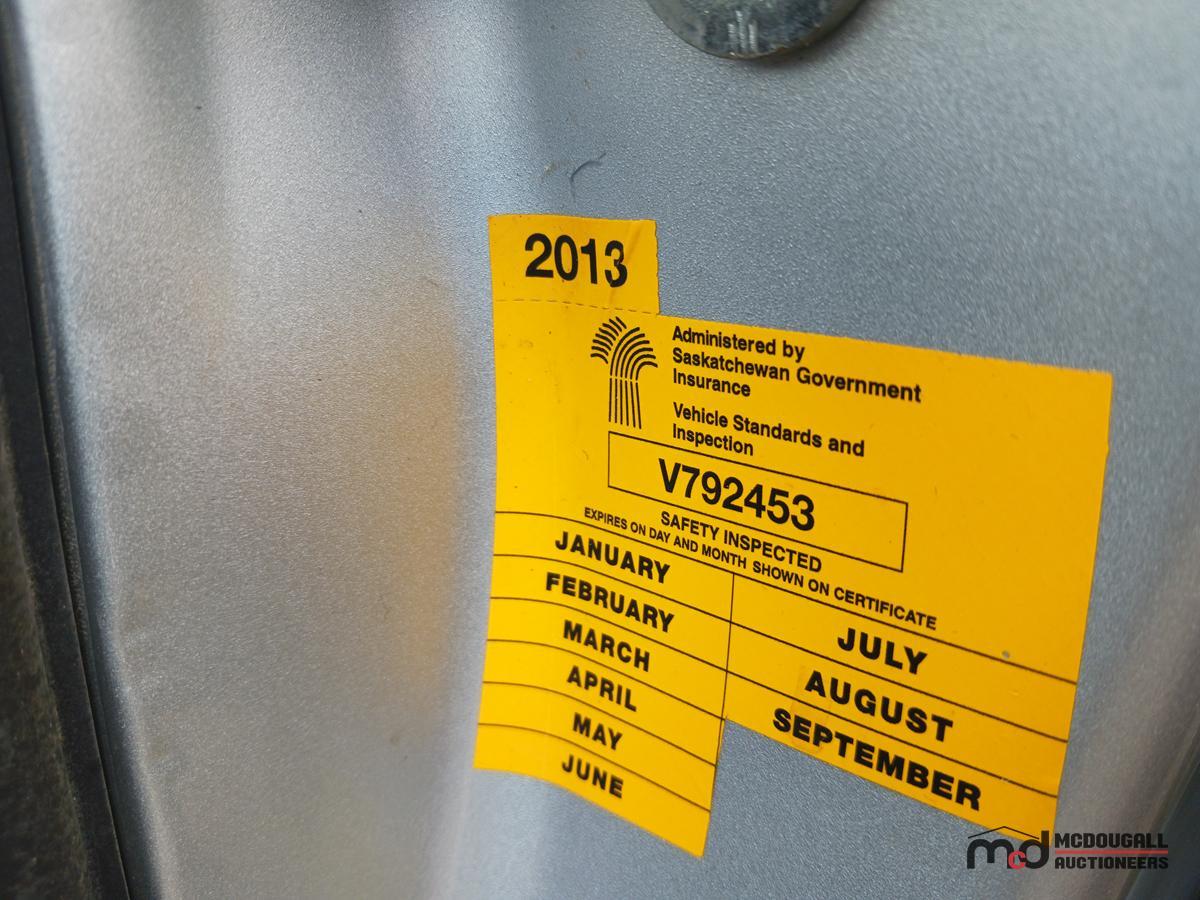 2013
Administered by
Saskatchewan Government
Insurance
Vehicle Standards and
Inspection
V792453
SAFETY INSPECTED
EXPIRES ON DAY AND MONTH SHOWN ON CERTIFICATE
JANUARY
FEBRUARY
MARCH
APRIL
MAY
JUNE
JULY
AUGUST
SEPTEMBER
mcd MCDOUGALL
AUCTIONEERS